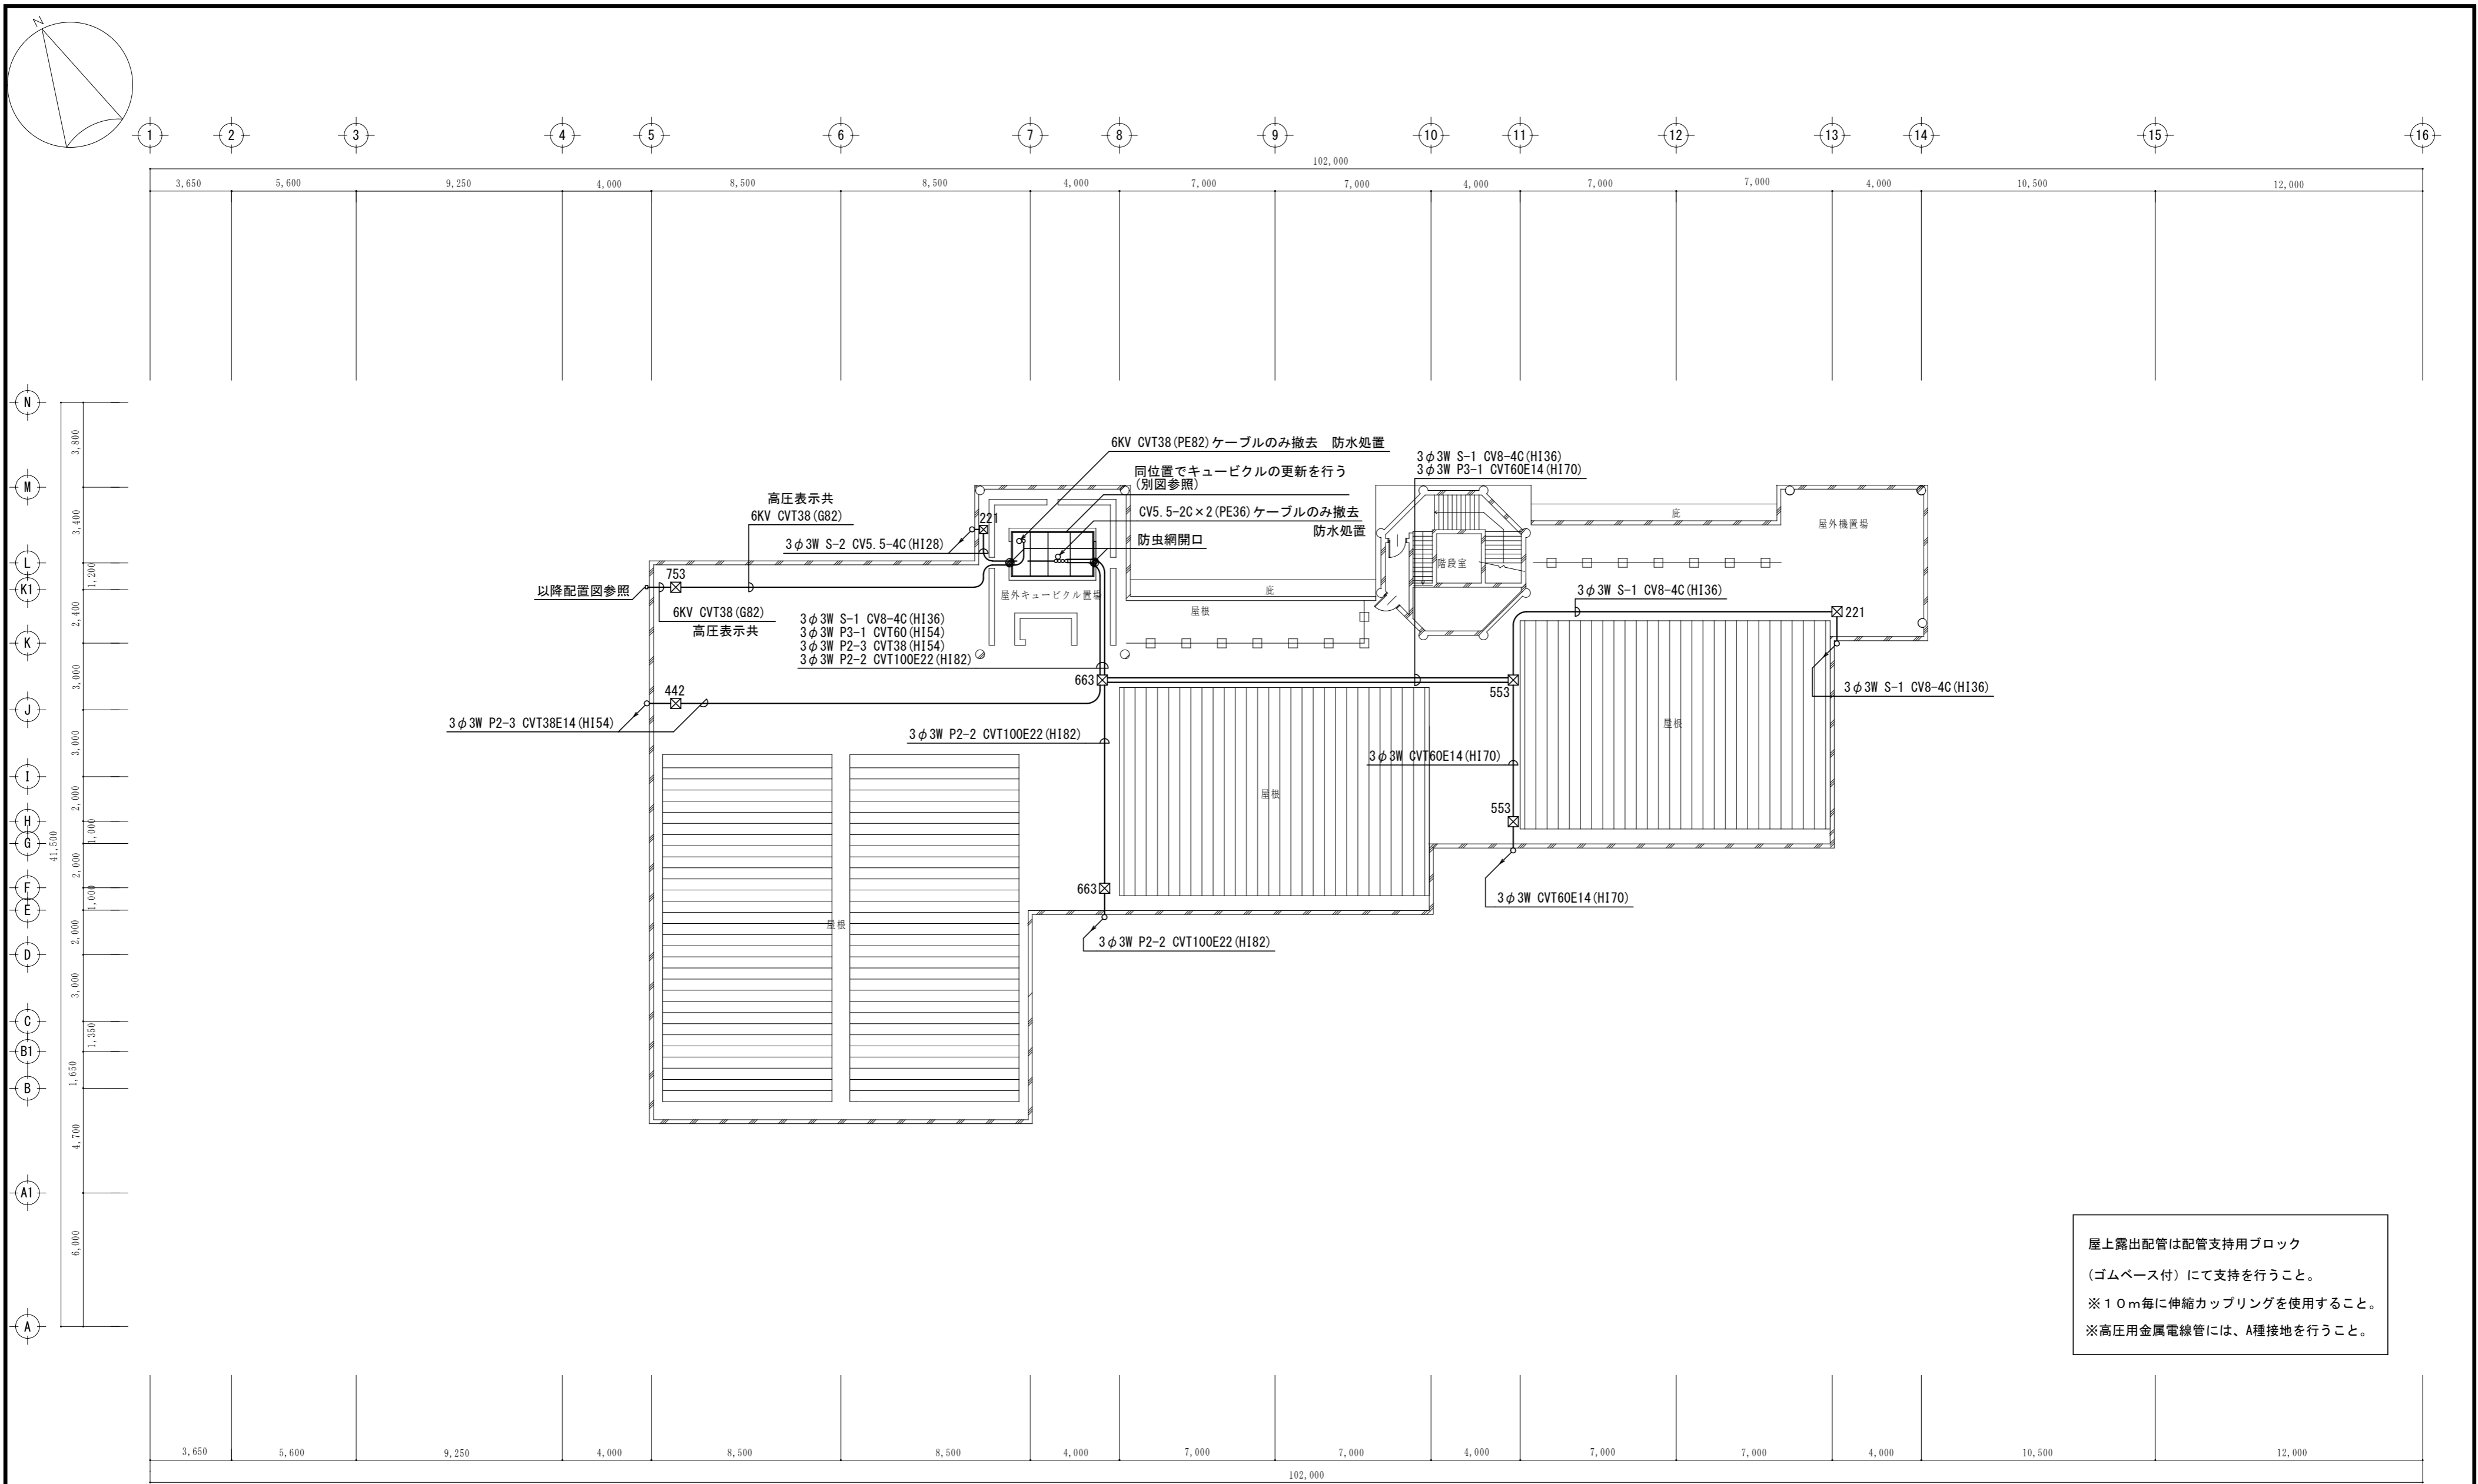 N
1
2
3
4
5
6
7
8
9
10
11
12
13
14
15
16
102,000
3,650
5,600
9,250
4,000
8,500
8,500
4,000
7,000
7,000
4,000
7,000
7,000
4,000
10,500
12,000
N
M
L
K1
K
J
I
H
G
F
E
D
C
B1
B
A1
A
3,800
3,400
1,200
2,400
3,000
3,000
2,000
1,000
41,500
2,000
1,000
2,000
3,000
1,350
1,650
4,700
6,000
6KV CVT38(PE82)ケーブルのみ撤去 防水処置
同位置でキュービクルの更新を行う
(別図参照)
CV5.5-2C×2(PE36)ケーブルのみ撤去
防水処置
防虫網開口
高圧表示共
6KV CVT38(G82)
221
3φ3W S-2 CV5.5-4C(HI28)
753
以降配置図参照
6KV CVT38(G82)
高圧表示共
屋外キュービクル置場
3φ3W S-1 CV8-4C(HI36)
3φ3W P3-1 CVT60(HI54)
3φ3W P2-3 CVT38(HI54)
3φ3W P2-2 CVT100E22(HI82)
3φ3W S-1 CV8-4C(HI36)
3φ3W P3-1 CVT60E14(HI70)
庇
屋根
階段室
庇
屋外機置場
3φ3W S-1 CV8-4C(HI36)
221
3φ3W S-1 CV8-4C(HI36)
663
553
442
3φ3W P2-3 CVT38E14(HI54)
3φ3W P2-2 CVT100E22(HI82)
3φ3W CVT60E14(HI70)
屋根
屋根
553
3φ3W CVT60E14(HI70)
663
3φ3W P2-2 CVT100E22(HI82)
屋根
屋上露出配管は配管支持用ブロック
(ゴムベース付)にて支持を行うこと。
※10m毎に伸縮カップリングを使用すること。
※高圧用金属電線管には、A種接地を行うこと。
3,650
5,600
9,250
4,000
8,500
8,500
4,000
7,000
7,000
4,000
7,000
7,000
4,000
10,500
12,000
102,000